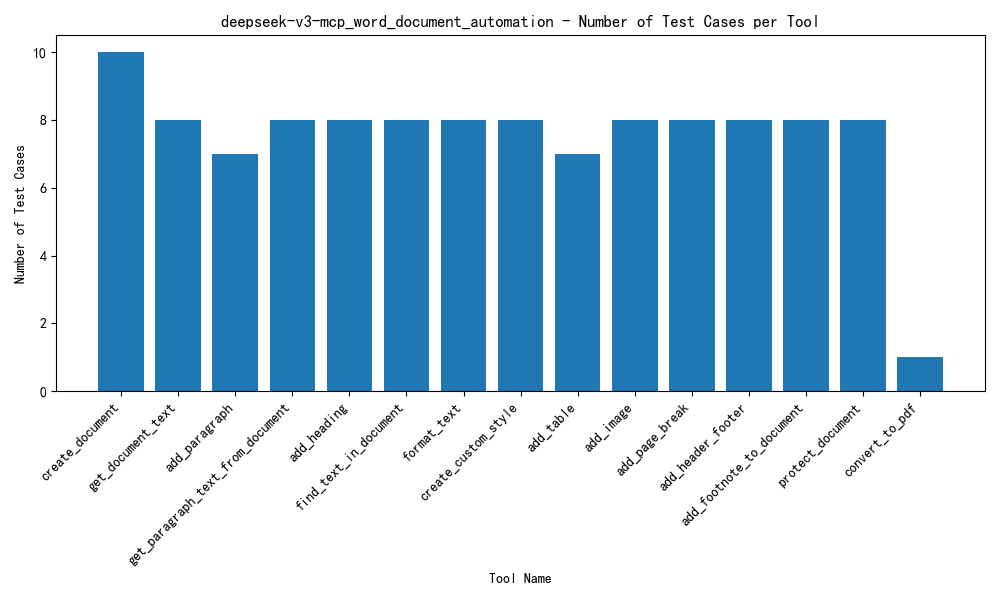 deepseek-v3-mcp_word_document_automation - Number of Test Cases per Tool
Number of Test Cases
10
8
6
4
2
0
create_document
get_document_text
add_paragraph
get_paragraph_text_from_document
add_heading
find_text_in_document
format_text
create_custom_style
add_table
add_image
add_page_break
add_header_footer
add_footnote_to_document
protect_document
convert_to_pdf
Tool Name